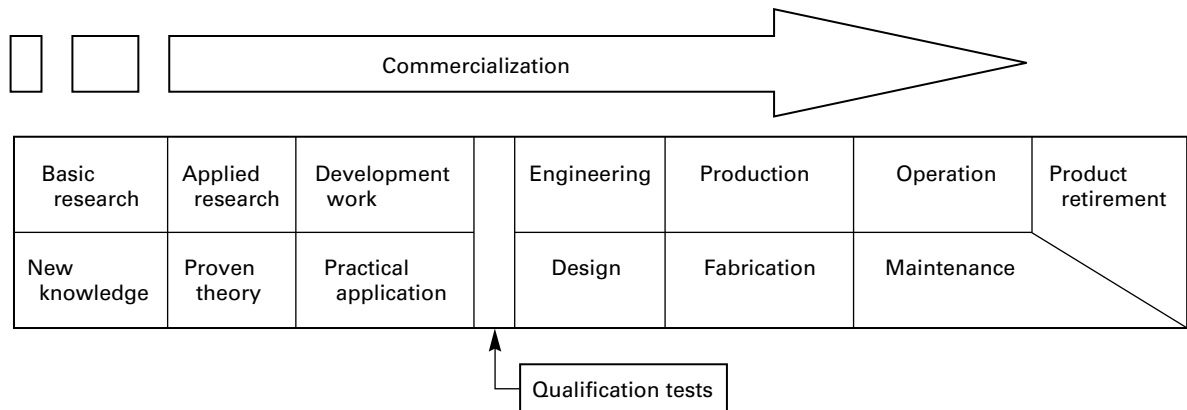 Commercialization
Basic
research
Applied
research
Development
work
Engineering
Production
Operation
Product
retirement
New
knowledge
Proven
theory
Practical
application
Design
Fabrication
Maintenance
Qualification tests